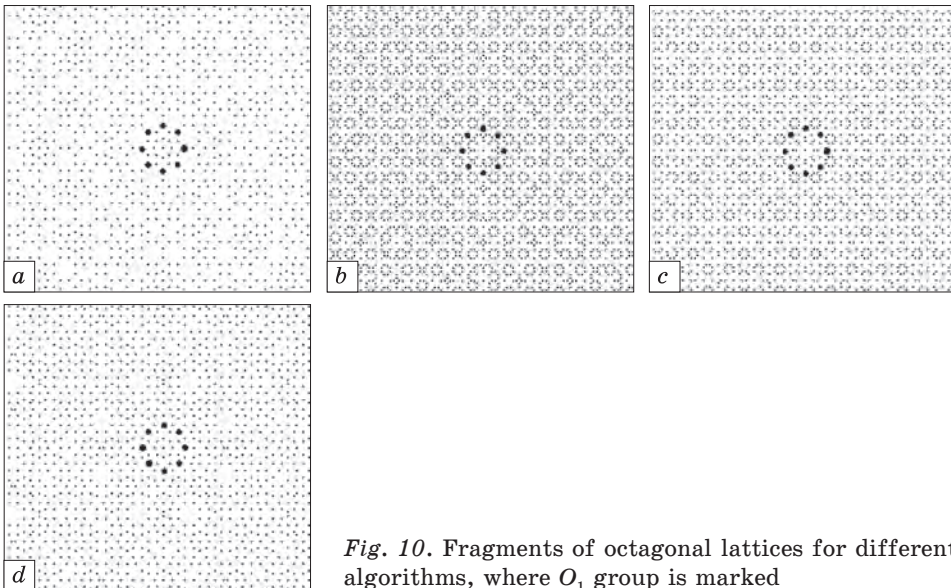 a
b
c
d
Fig. 10. Fragments of octagonal lattices for different
algorithms, where O₁ group is marked